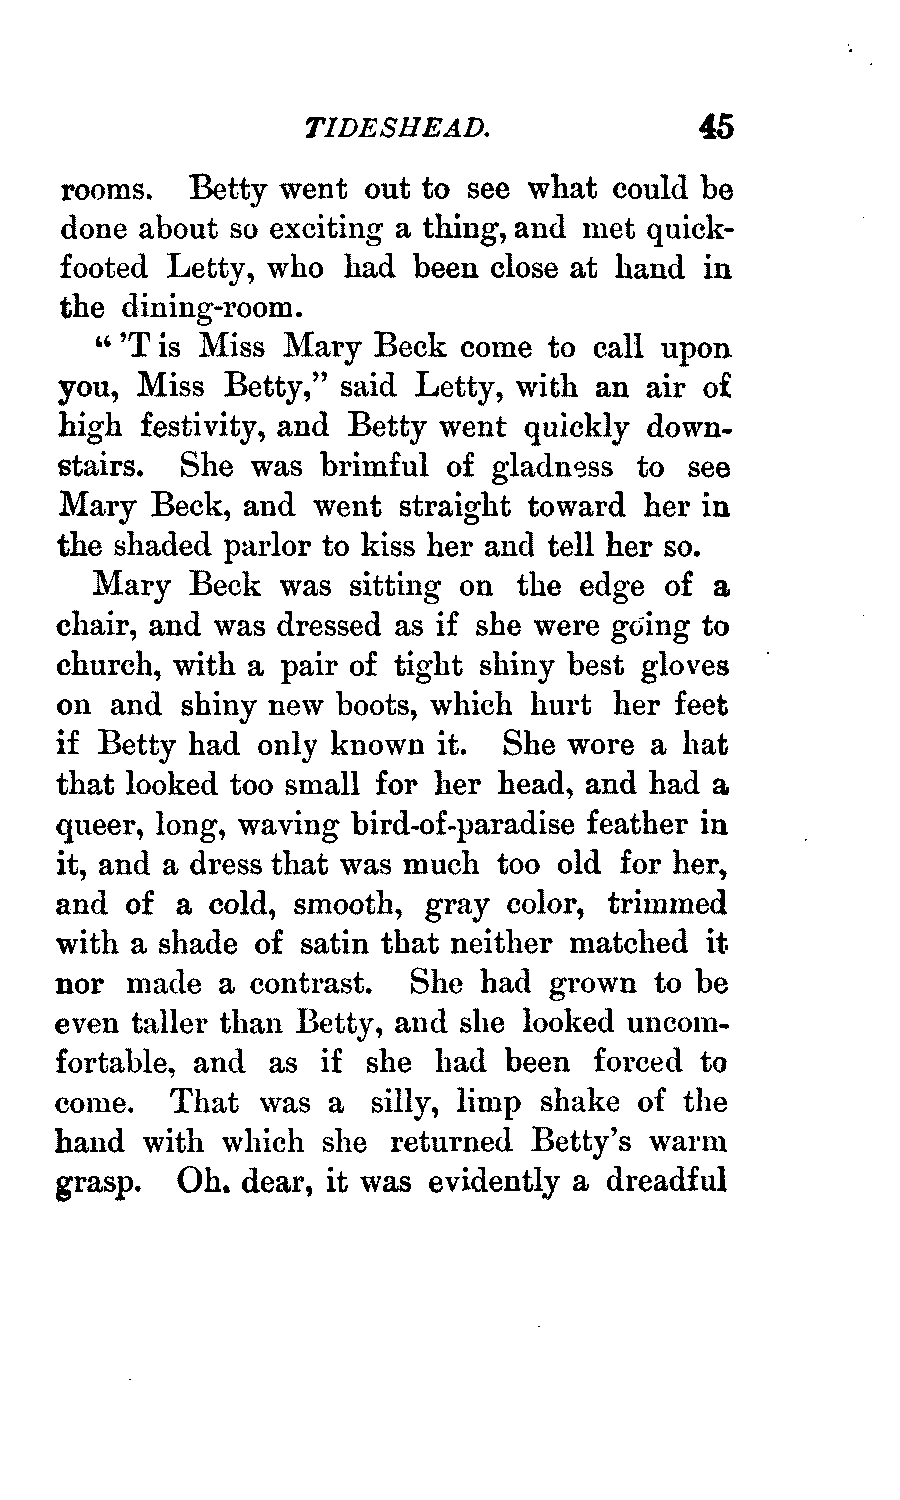 TIDESHEAD. 45
rooms. Betty went out to see what could be
done about so exciting a thing, and met quick-
footed Letty, who had been close at hand in
the dining-room.
“ ’T is Miss Mary Beck come to call upon
you, Miss Betty,” said Letty, with an air of
high festivity, and Betty went quickly down-
stairs. She was brimful of gladness to see
Mary Beck, and went straight toward her in
the shaded parlor to kiss her and tell her so.
Mary Beck was sitting on the edge of a
chair, and was dressed as if she were going to
church, with a pair of tight shiny best gloves
on and shiny new boots, which hurt her feet
if Betty had only known it. She wore a hat
that looked too small for her head, and had a
queer, long, waving bird-of-paradise feather in
it, and a dress that was much too old for her,
and of a cold, smooth, gray color, trimmed
with a shade of satin that neither matched it
nor made a contrast. She had grown to be
even taller than Betty, and she looked uncom-
fortable, and as if she had been forced to
come. That was a silly, limp shake of the
hand with which she returned Betty’s warm
grasp. Oh, dear, it was evidently a dreadful